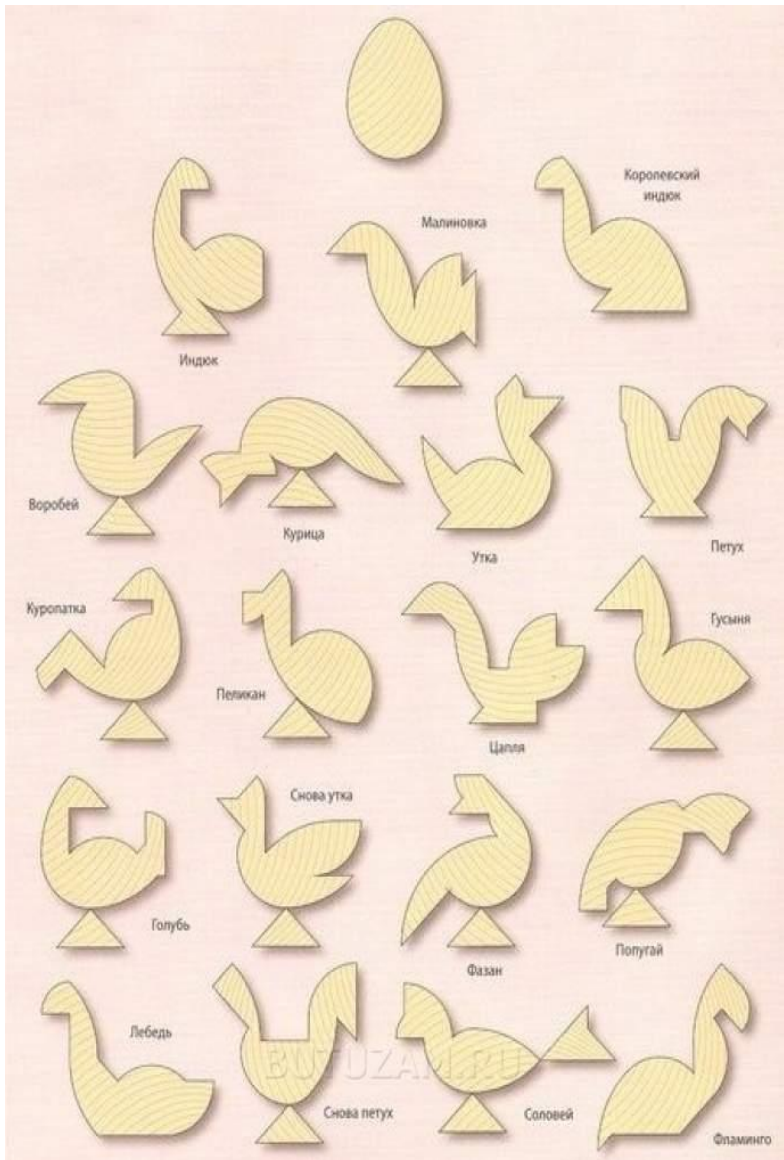 Королевский
индюк
Малиновка
Индюк
Воробей
Курица
Утка
Петух
Куропатка
Гусыня
Пеликан
Цапля
Снова утка
Голубь
Фазан
Попугай
Лебедь
BUTUZAM.RU
Снова петух
Соловей
Фламинго